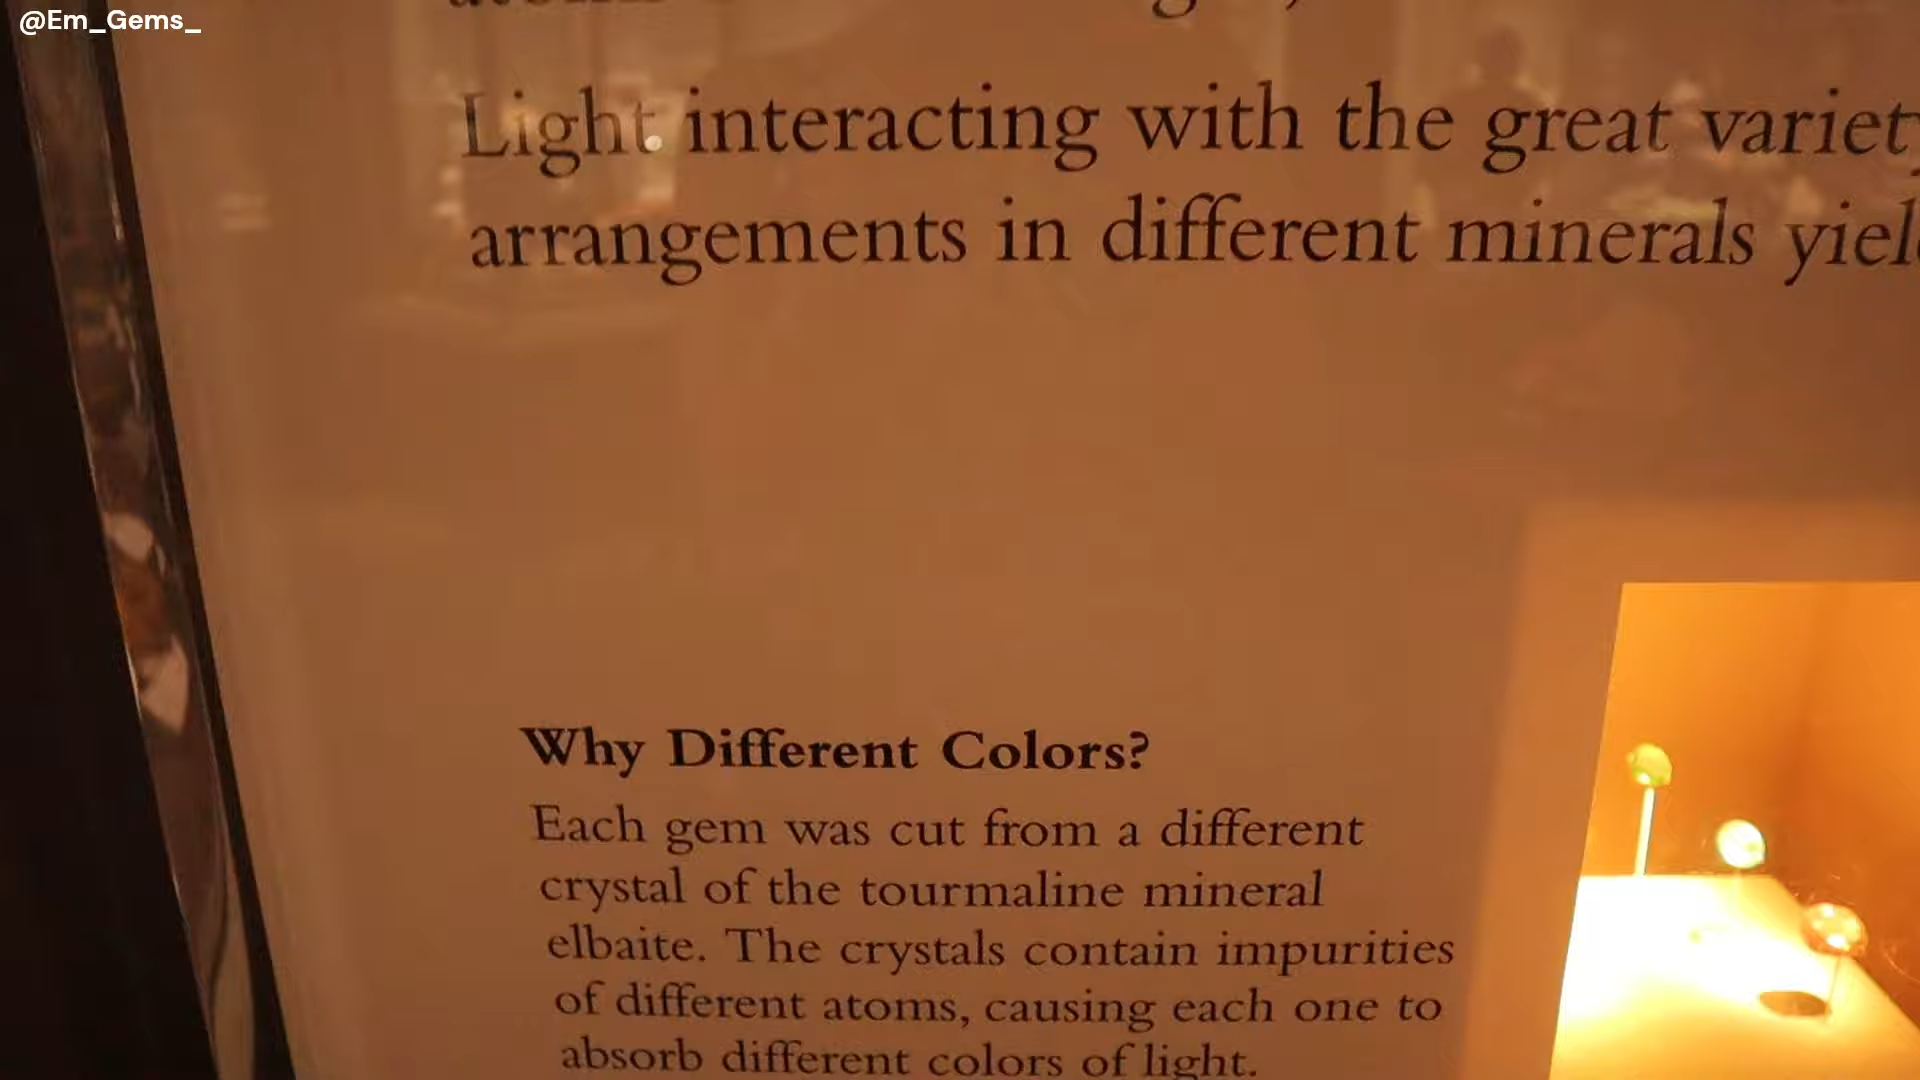 @Em_Gems_
Light interacting with the great variety
arrangements in different minerals
Why Different Colors?
Each gem was cut from a different
crystal of the tourmaline mineral
elbaite. The crystals contain impurities
of different atoms, causing each one to
absorb different colors of light.